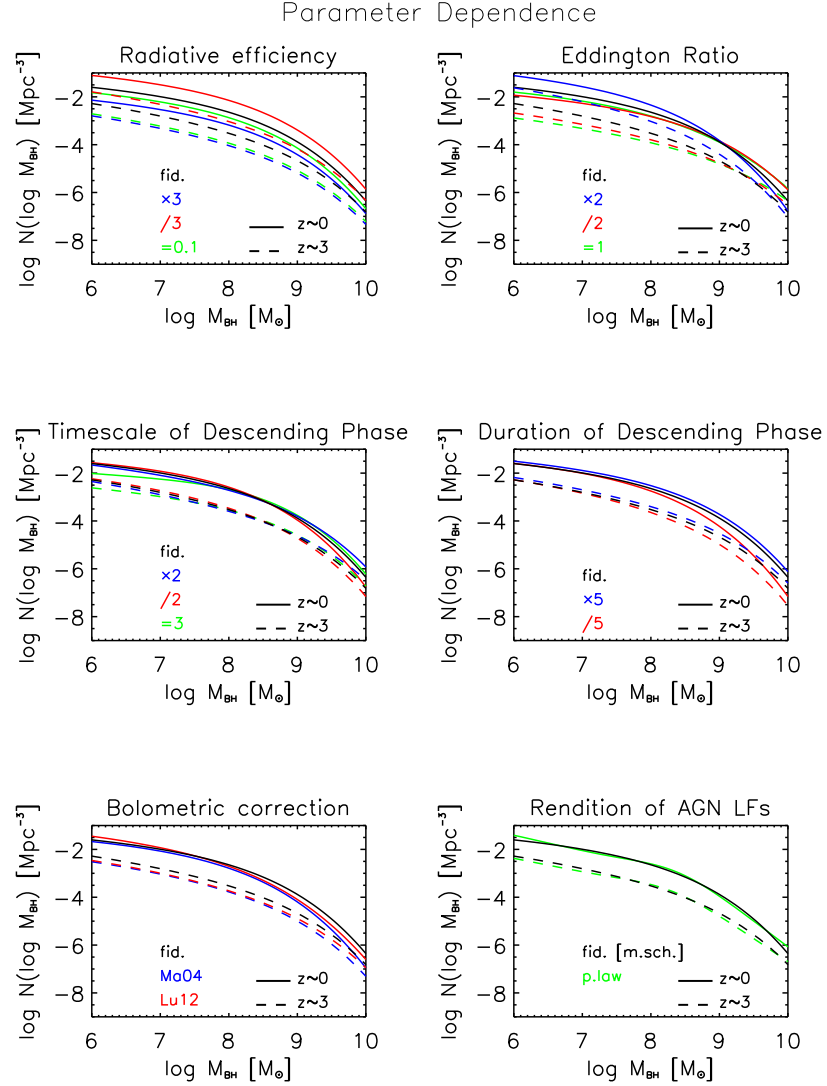 Parameter Dependence
Radiative efficiency
log N(log M_BH) [Mpc⁻³]
−2
−4
−6
−8
fid.
×3
/3
=0.1
z~0
z~3
6 7 8 9 10
log M_BH [M_⊙]
Eddington Ratio
log N(log M_BH) [Mpc⁻³]
−2
−4
−6
−8
fid.
×2
/2
=1
z~0
z~3
6 7 8 9 10
log M_BH [M_⊙]
Timescale of Descending Phase
log N(log M_BH) [Mpc⁻³]
−2
−4
−6
−8
fid.
×2
/2
=3
z~0
z~3
6 7 8 9 10
log M_BH [M_⊙]
Duration of Descending Phase
log N(log M_BH) [Mpc⁻³]
−2
−4
−6
−8
fid.
×5
/5
z~0
z~3
6 7 8 9 10
log M_BH [M_⊙]
Bolometric correction
log N(log M_BH) [Mpc⁻³]
−2
−4
−6
−8
fid.
Ma04
Lu12
z~0
z~3
6 7 8 9 10
log M_BH [M_⊙]
Rendition of AGN LFs
log N(log M_BH) [Mpc⁻³]
−2
−4
−6
−8
fid. [m.sch.]
p.law
z~0
z~3
6 7 8 9 10
log M_BH [M_⊙]